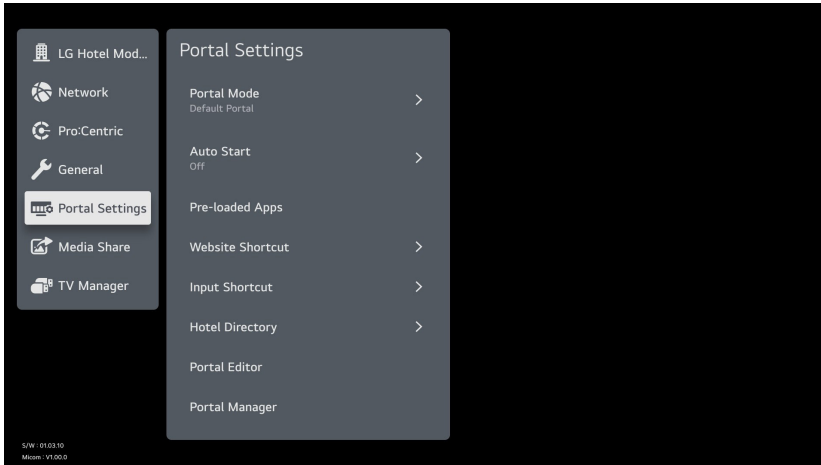 LG Hotel Mod...
Network
Pro:Centric
General
Portal Settings
Media Share
TV Manager
Portal Settings
Portal Mode
Default Portal
Auto Start
Off
Pre-loaded Apps
Website Shortcut
Input Shortcut
Hotel Directory
Portal Editor
Portal Manager
S/W : 01.03.10
Micom : V1.00.0